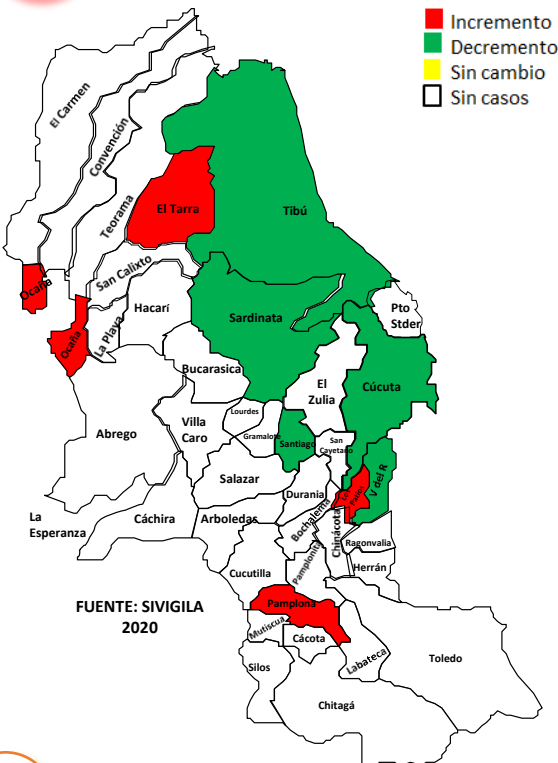 Incremento
Decremento
Sin cambio
Sin casos
El Carmen
Convención
Teorama
El Tarra
Tibú
San Calixto
Ocaña
Ocaña
La Playa
Hacarí
Sardinata
Pto
Stder
Bucarasica
El
Zulia
Cúcuta
Abrego
Villa
Caro
Lourdes
Gramalote
Santiago
San
Cayetano
V del R
Los
Patios
Salazar
Durania
La
Esperanza
Cáchira
Arboledas
Bochalema
Chinácota
Ragonvalia
Herrán
Pamplonita
Cucutilla
FUENTE: SIVIGILA
2020
Pamplona
Mutiscua
Cácota
Labateca
Toledo
Silos
Chitagá